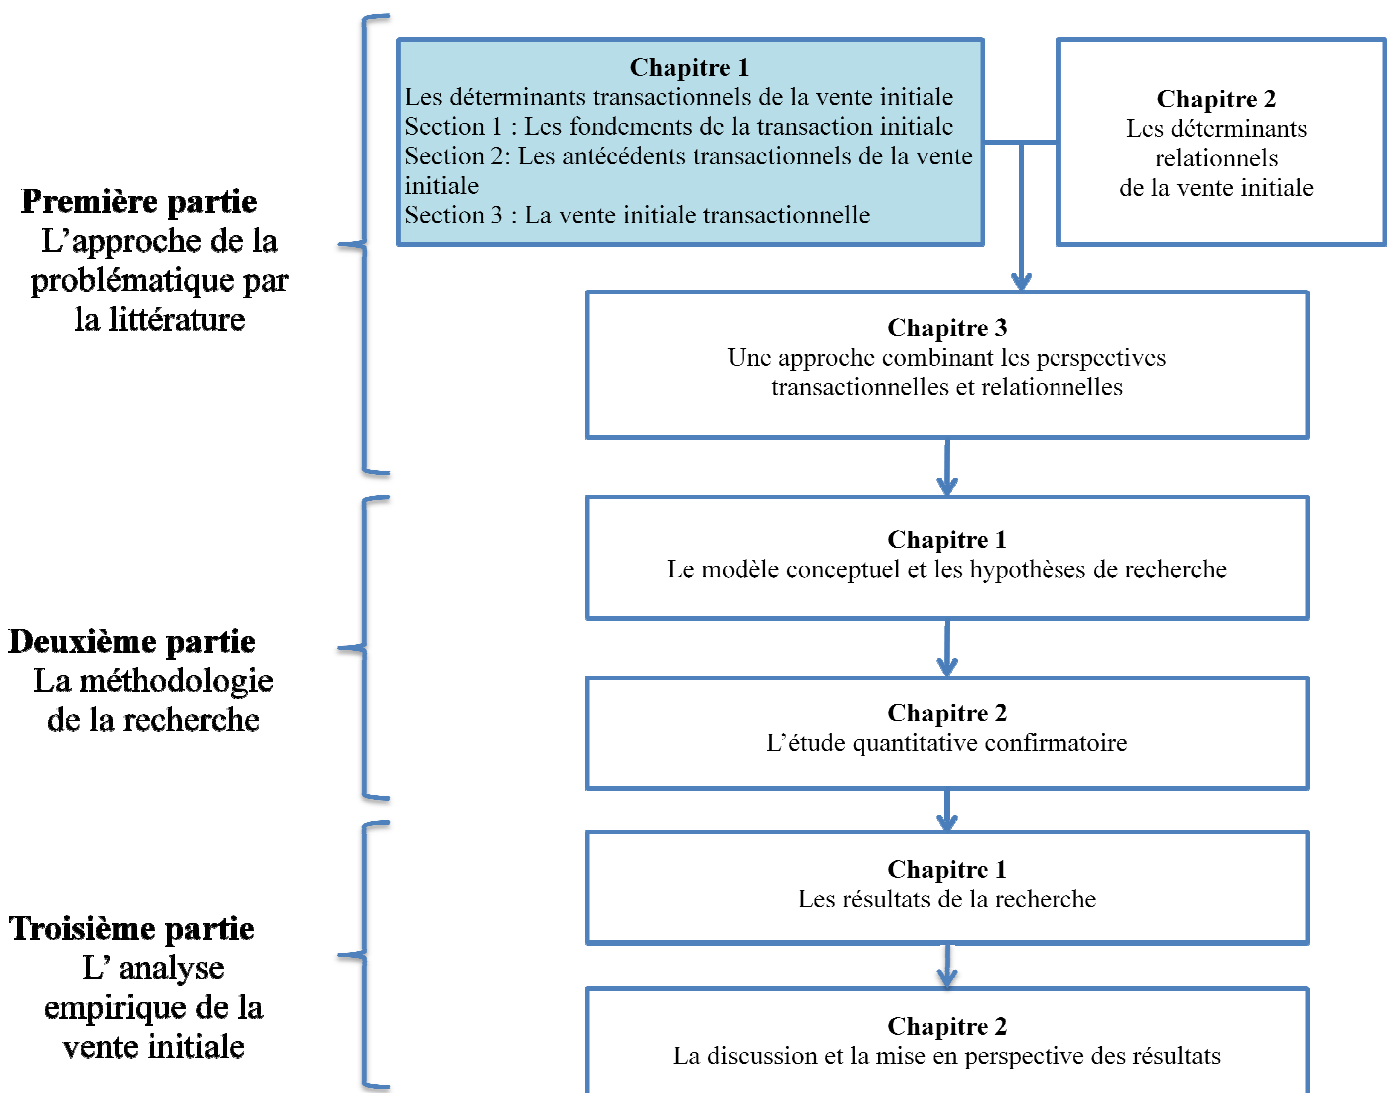 Première partie
L’approche de la
problématique par
la littérature
Chapitre 1
Les déterminants transactionnels de la vente initiale
Section 1 : Les fondements de la transaction initiale
Section 2: Les antécédents transactionnels de la vente
initiale
Section 3 : La vente initiale transactionnelle
Chapitre 2
Les déterminants
relationnels
de la vente initiale
Chapitre 3
Une approche combinant les perspectives
transactionnelles et relationnelles
Deuxième partie
La méthodologie
de la recherche
Chapitre 1
Le modèle conceptuel et les hypothèses de recherche
Chapitre 2
L’étude quantitative confirmatoire
Troisième partie
L’ analyse
empirique de la
vente initiale
Chapitre 1
Les résultats de la recherche
Chapitre 2
La discussion et la mise en perspective des résultats